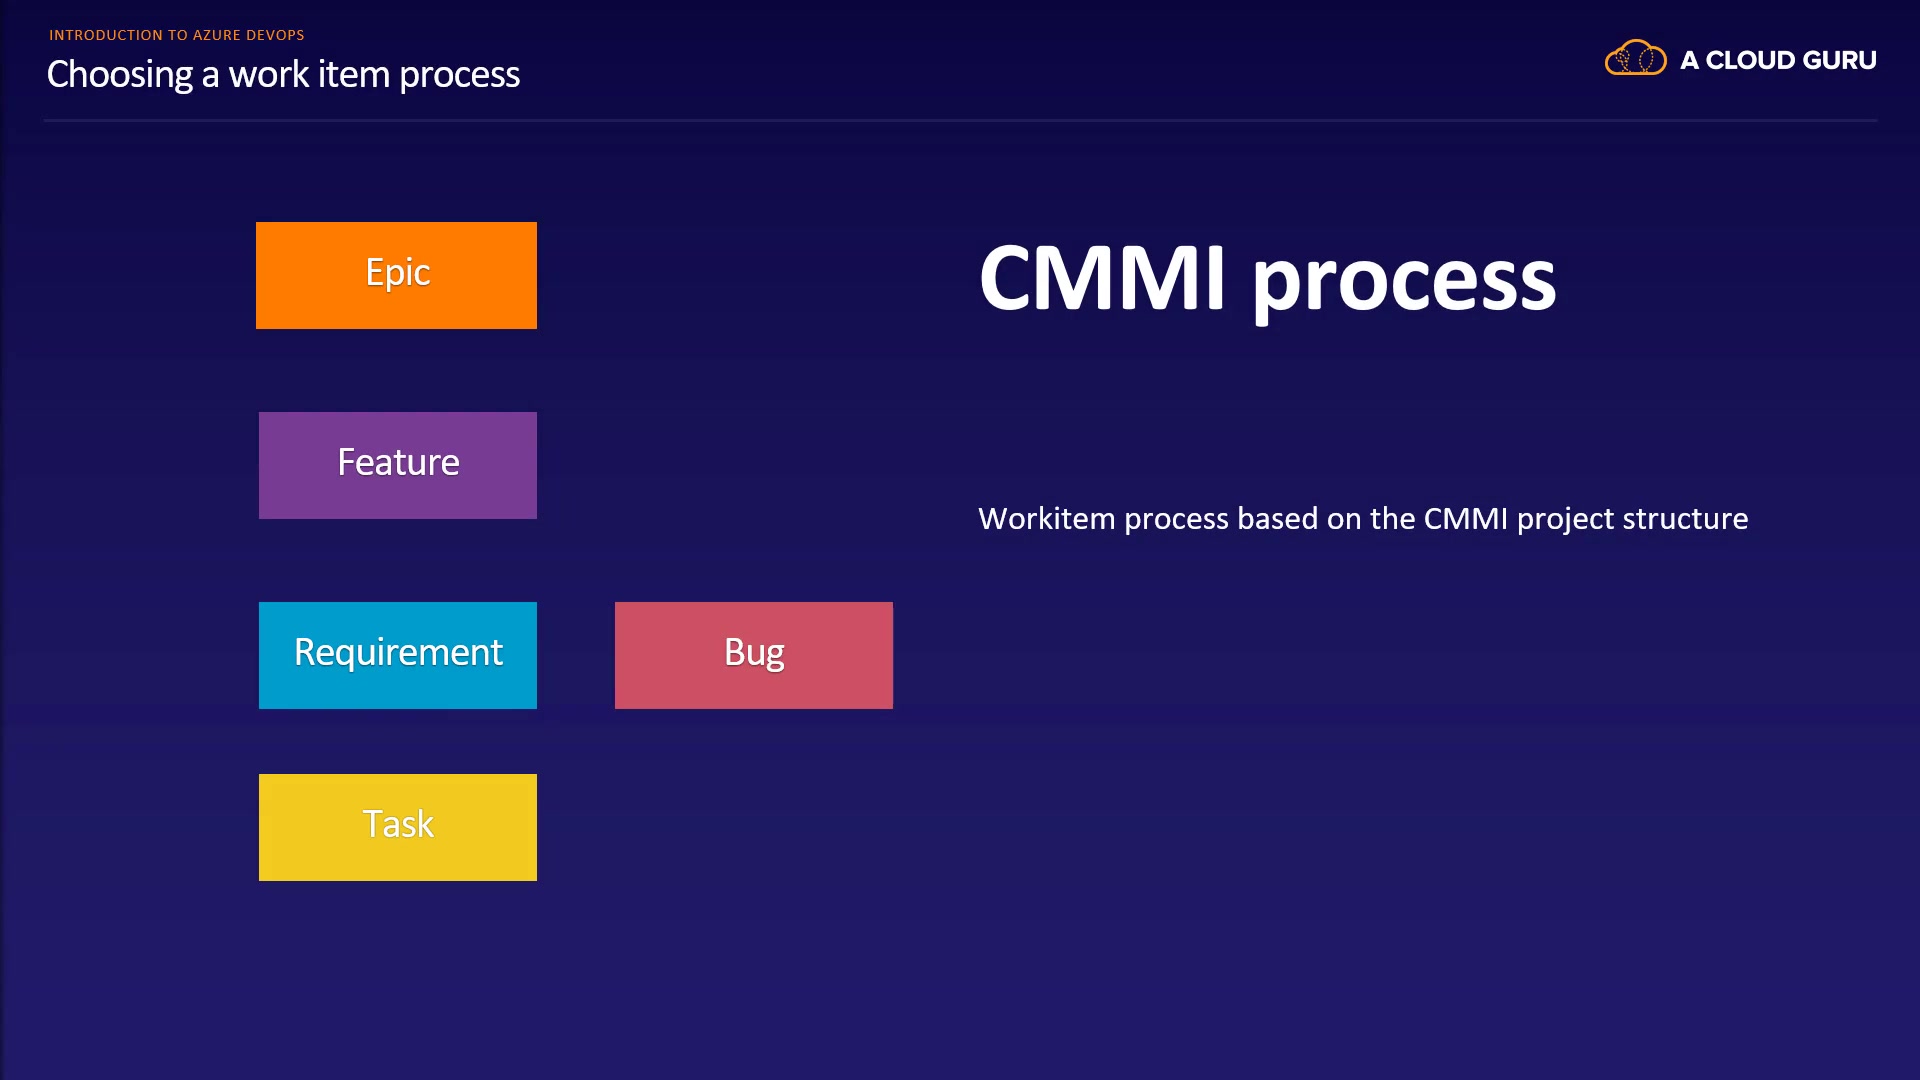 INTRODUCTION TO AZURE DEVOPS
Choosing a work item process
A CLOUD GURU
Epic
CMMI process
Feature
Workitem process based on the CMMI project structure
Requirement
Bug
Task